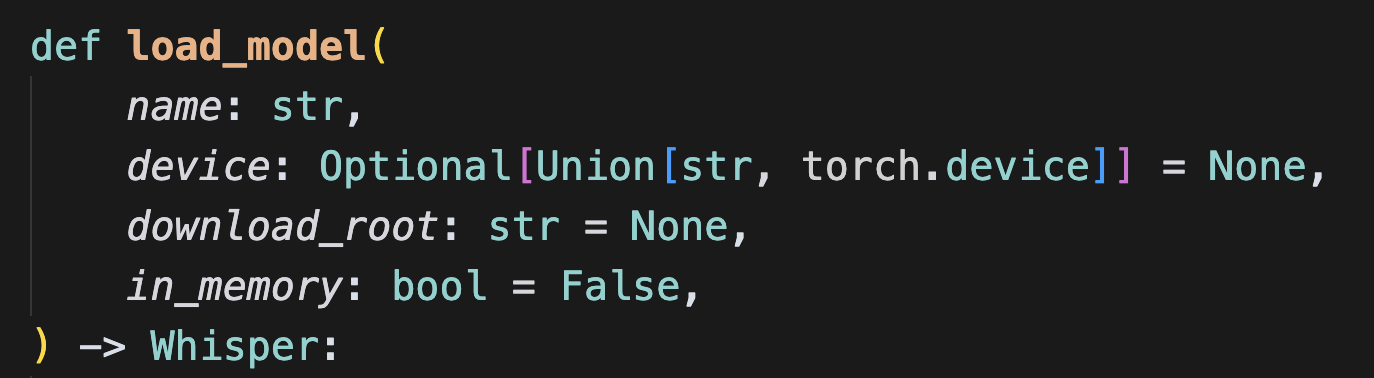 def load_model(
    name: str,
    device: Optional[Union[str, torch.device]] = None,
    download_root: str = None,
    in_memory: bool = False,
) -> Whisper: